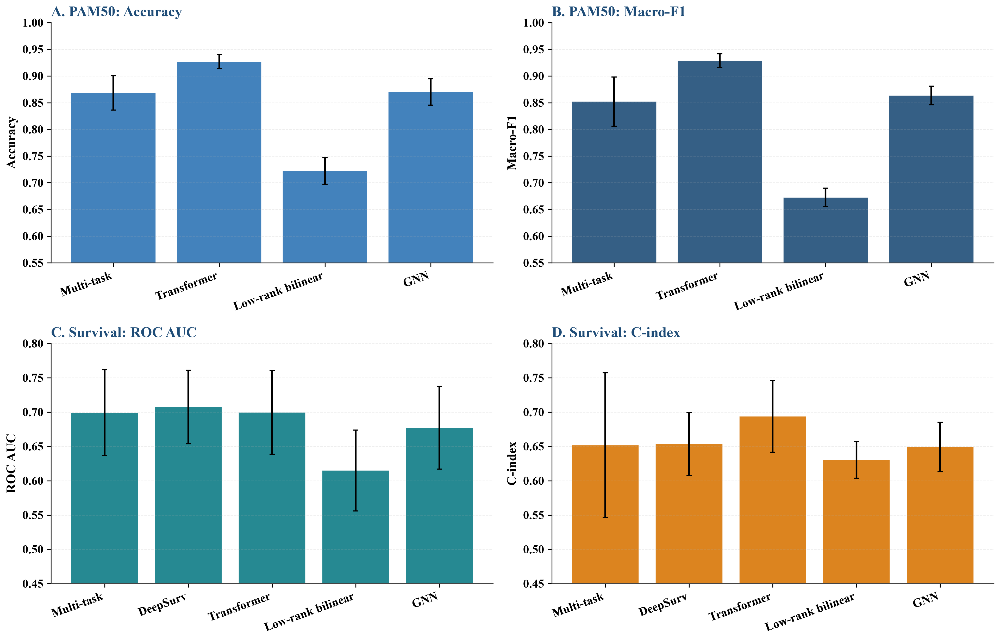 A. PAM50: Accuracy
1.00
0.95
0.90
0.85
0.80
0.75
0.70
0.65
0.60
0.55
Accuracy
Multi-task
Transformer
Low-rank bilinear
GNN
B. PAM50: Macro-F1
1.00
0.95
0.90
0.85
0.80
0.75
0.70
0.65
0.60
0.55
Macro-F1
Multi-task
Transformer
Low-rank bilinear
GNN
C. Survival: ROC AUC
0.80
0.75
0.70
0.65
0.60
0.55
0.50
0.45
ROC AUC
Multi-task
DeepSurv
Transformer
Low-rank bilinear
GNN
D. Survival: C-index
0.80
0.75
0.70
0.65
0.60
0.55
0.50
0.45
C-index
Multi-task
DeepSurv
Transformer
Low-rank bilinear
GNN